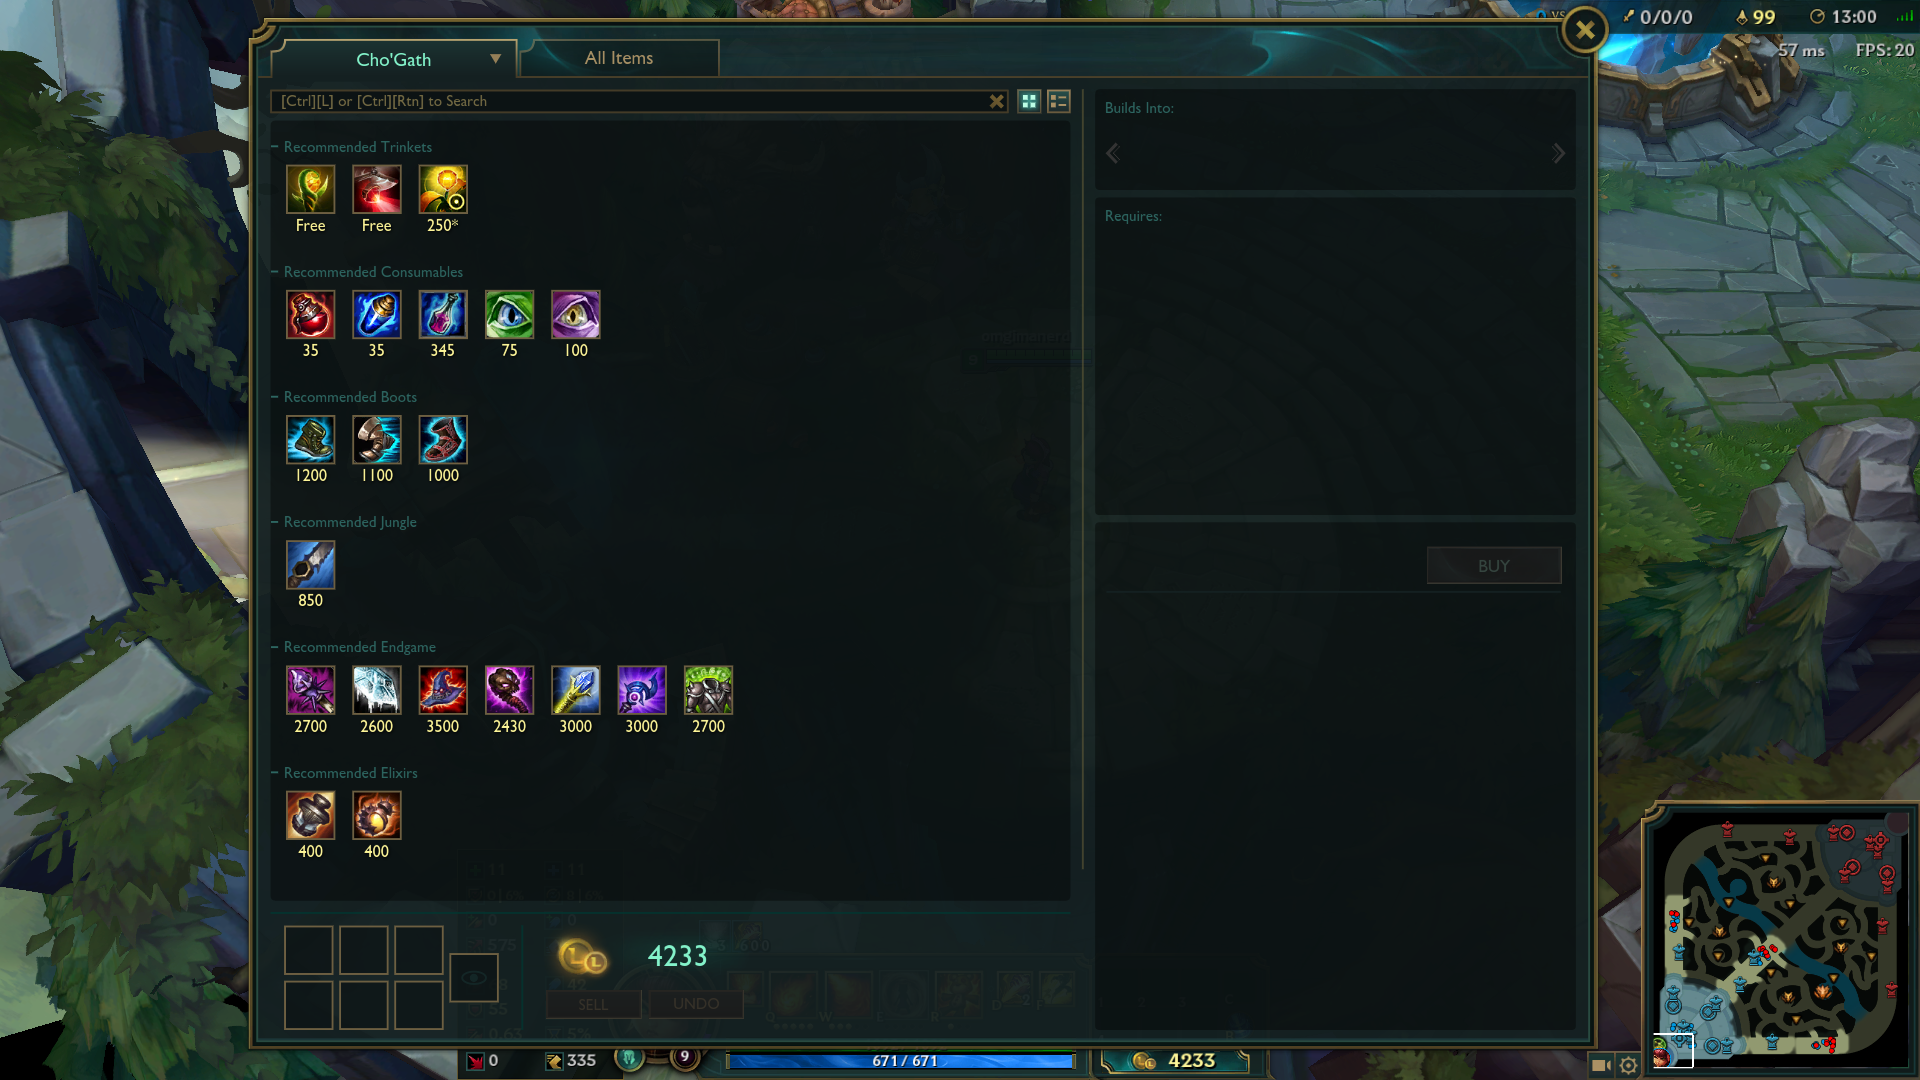 0/0/0 99 13:00
57 ms FPS: 20
Cho'Gath All Items
[Ctrl][L] or [Ctrl][Rtn] to Search
Recommended Trinkets
Free Free 250*
Recommended Consumables
35 35 345 75 100
Recommended Boots
1200 1100 1000
Recommended Jungle
850
Recommended Endgame
2700 2600 3500 2430 3000 3000 2700
Recommended Elixirs
400 400
Builds Into:
Requires:
BUY
4233
SELL UNDO
0 335 9 671 / 671 4233